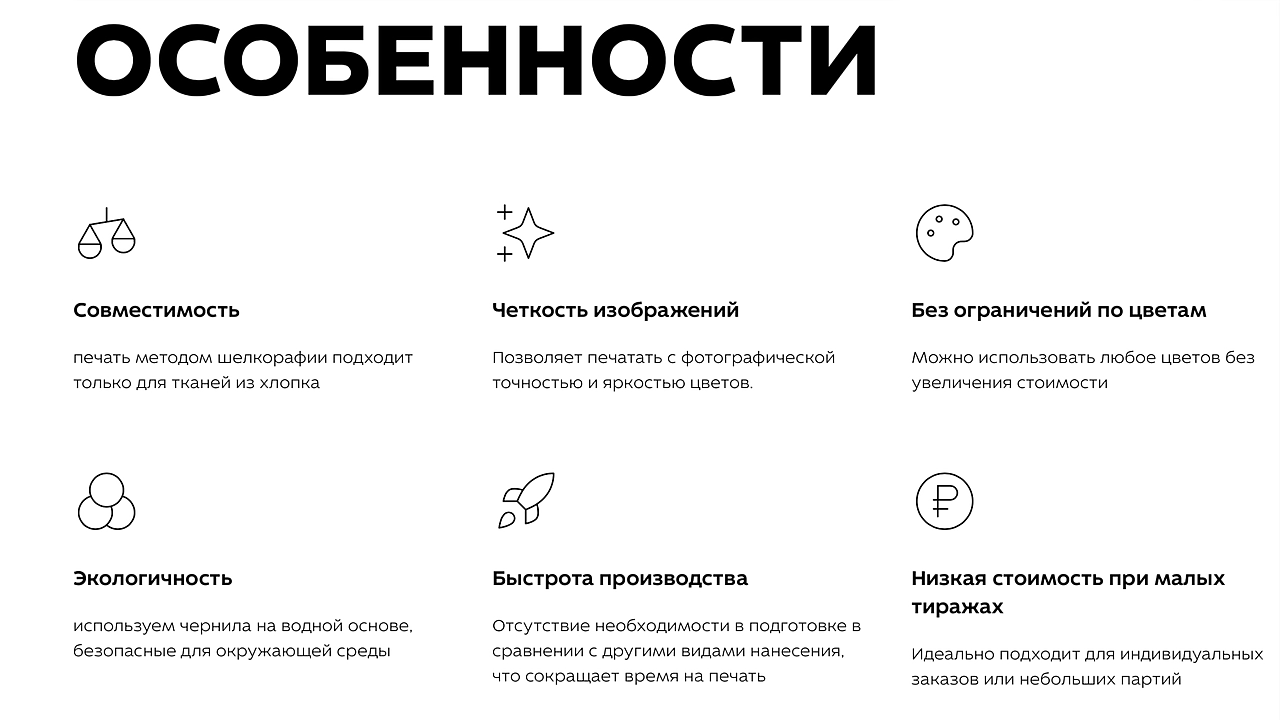 ОСОБЕННОСТИ
Совместимость
печать методом шелкорафии подходит
только для тканей из хлопка
Четкость изображений
Позволяет печатать с фотографической
точностью и яркостью цветов.
Без ограничений по цветам
Можно использовать любое цветов без
увеличения стоимости
Экологичность
используем чернила на водной основе,
безопасные для окружающей среды
Быстрота производства
Отсутствие необходимости в подготовке в
сравнении с другими видами нанесения,
что сокращает время на печать
Низкая стоимость при малых
тиражах
Идеально подходит для индивидуальных
заказов или небольших партий